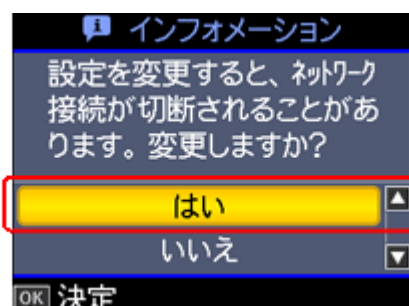 インフォメーション
設定を変更すると、ﾈｯﾄﾜｰｸ
接続が切断されることがあ
ります。変更しますか?
はい
いいえ
OK 決定